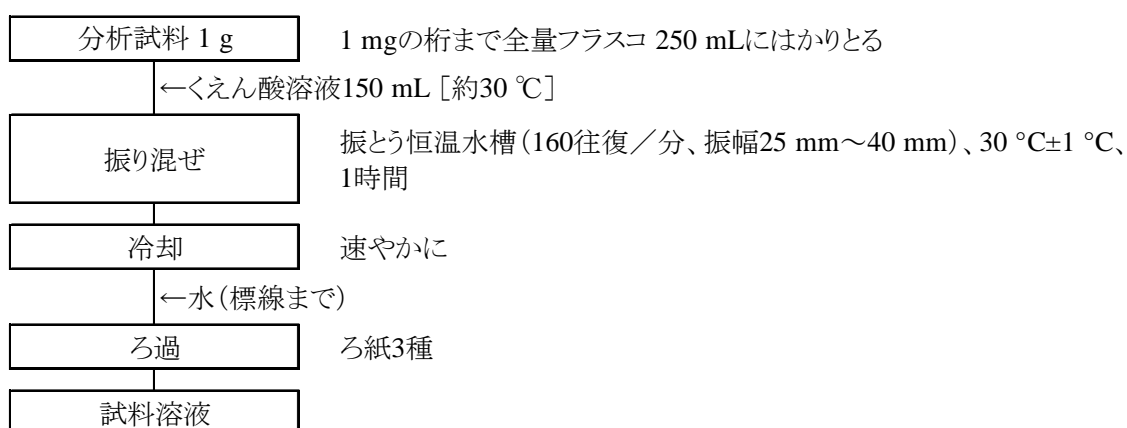 分析試料 1 g
1 mgの桁まで全量フラスコ 250 mLにはかりとる
←くえん酸溶液150 mL [約30 ℃]
振り混ぜ
振とう恒温水槽(160往復/分、振幅25 mm~40 mm)、30 °C±1 °C、
1時間
冷却
速やかに
←水(標線まで)
ろ過
ろ紙3種
試料溶液